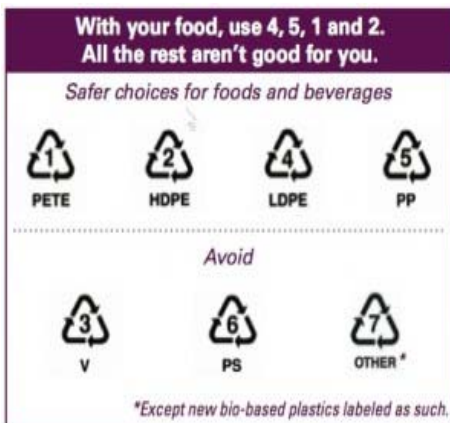 With your food, use 4, 5, 1 and 2.
All the rest aren't good for you.
Safer choices for foods and beverages
1 2 4 5
PETE HDPE LDPE PP
Avoid
3 6 7
V PS OTHER*
*Except new bio-based plastics labeled as such.